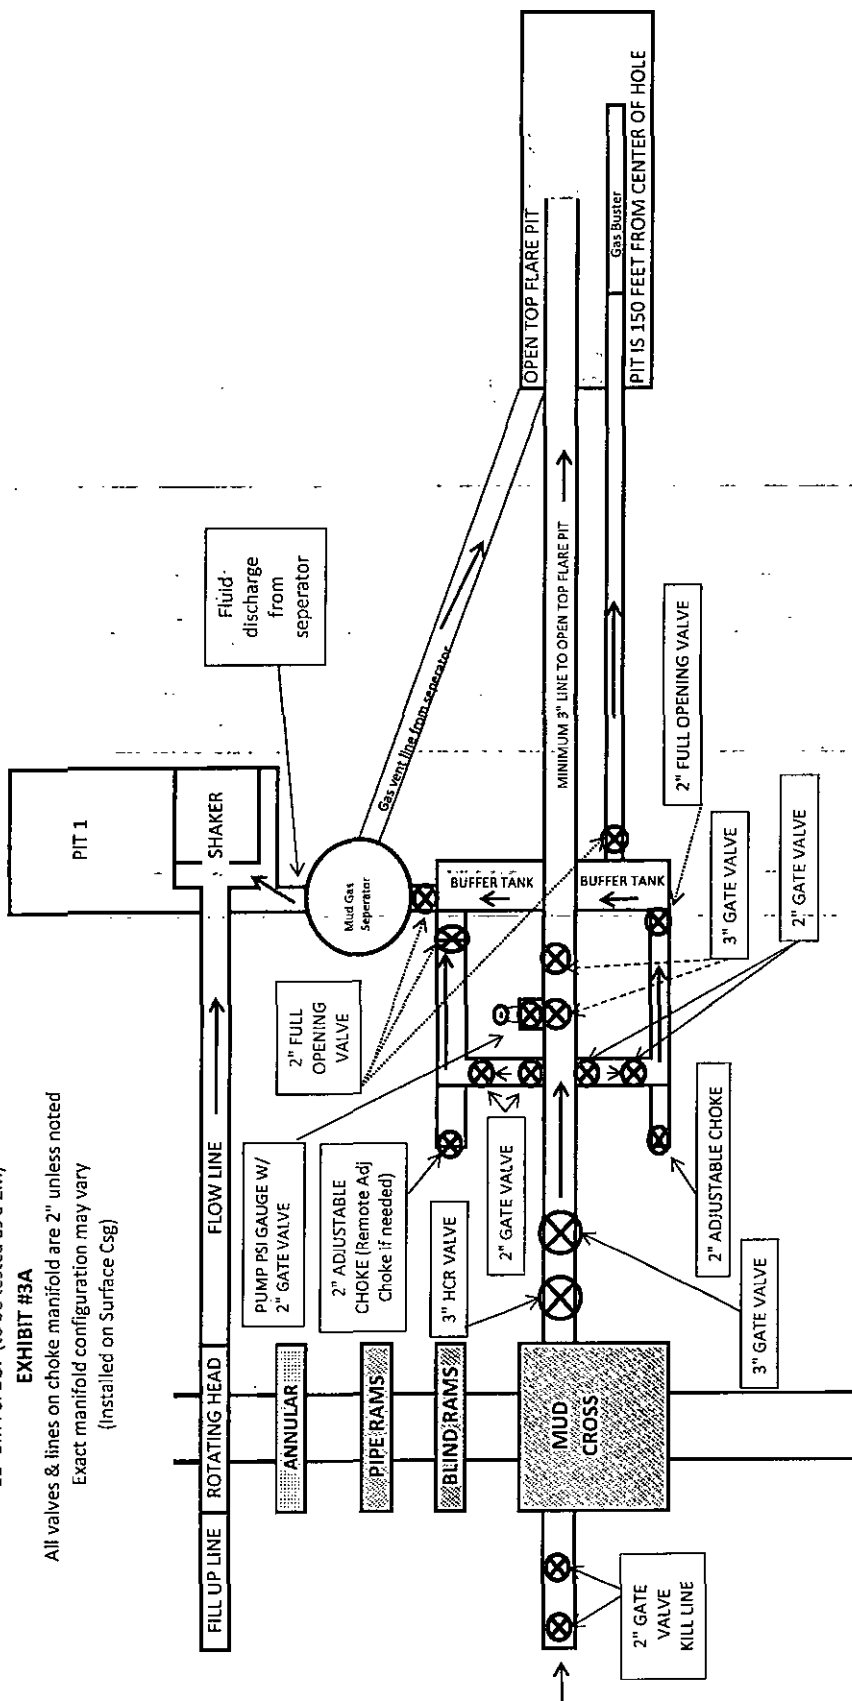 EXHIBIT #3A
All valves & lines on choke manifold are 2" unless noted
Exact manifold configuration may vary
(Installed on Surface Csg)
FILL UP LINE
ROTATING HEAD
FLOW LINE
SHAKER
PIT 1
ANNULAR
PIPE RAMS
BLIND RAMS
MUD
CROSS
2" GATE
VALVE
KILL LINE
PUMP PSI GAUGE W/
2" GATE VALVE
2" ADJUSTABLE
CHOKE (Remote Adj
Choke if needed)
3" HCR VALVE
2" GATE VALVE
2" FULL
OPENING
VALVE
Mud Gas
Seperator
Fluid
discharge
from
seperator
Gas vent line from seperator
BUFFER TANK
BUFFER TANK
MINIMUM 3" LINE TO OPEN TOP FLARE PIT
OPEN TOP FLARE PIT
Gas Buster
PIT IS 150 FEET FROM CENTER OF HOLE
3" GATE VALVE
2" ADJUSTABLE CHOKE
2" FULL OPENING VALVE
3" GATE VALVE
2" GATE VALVE